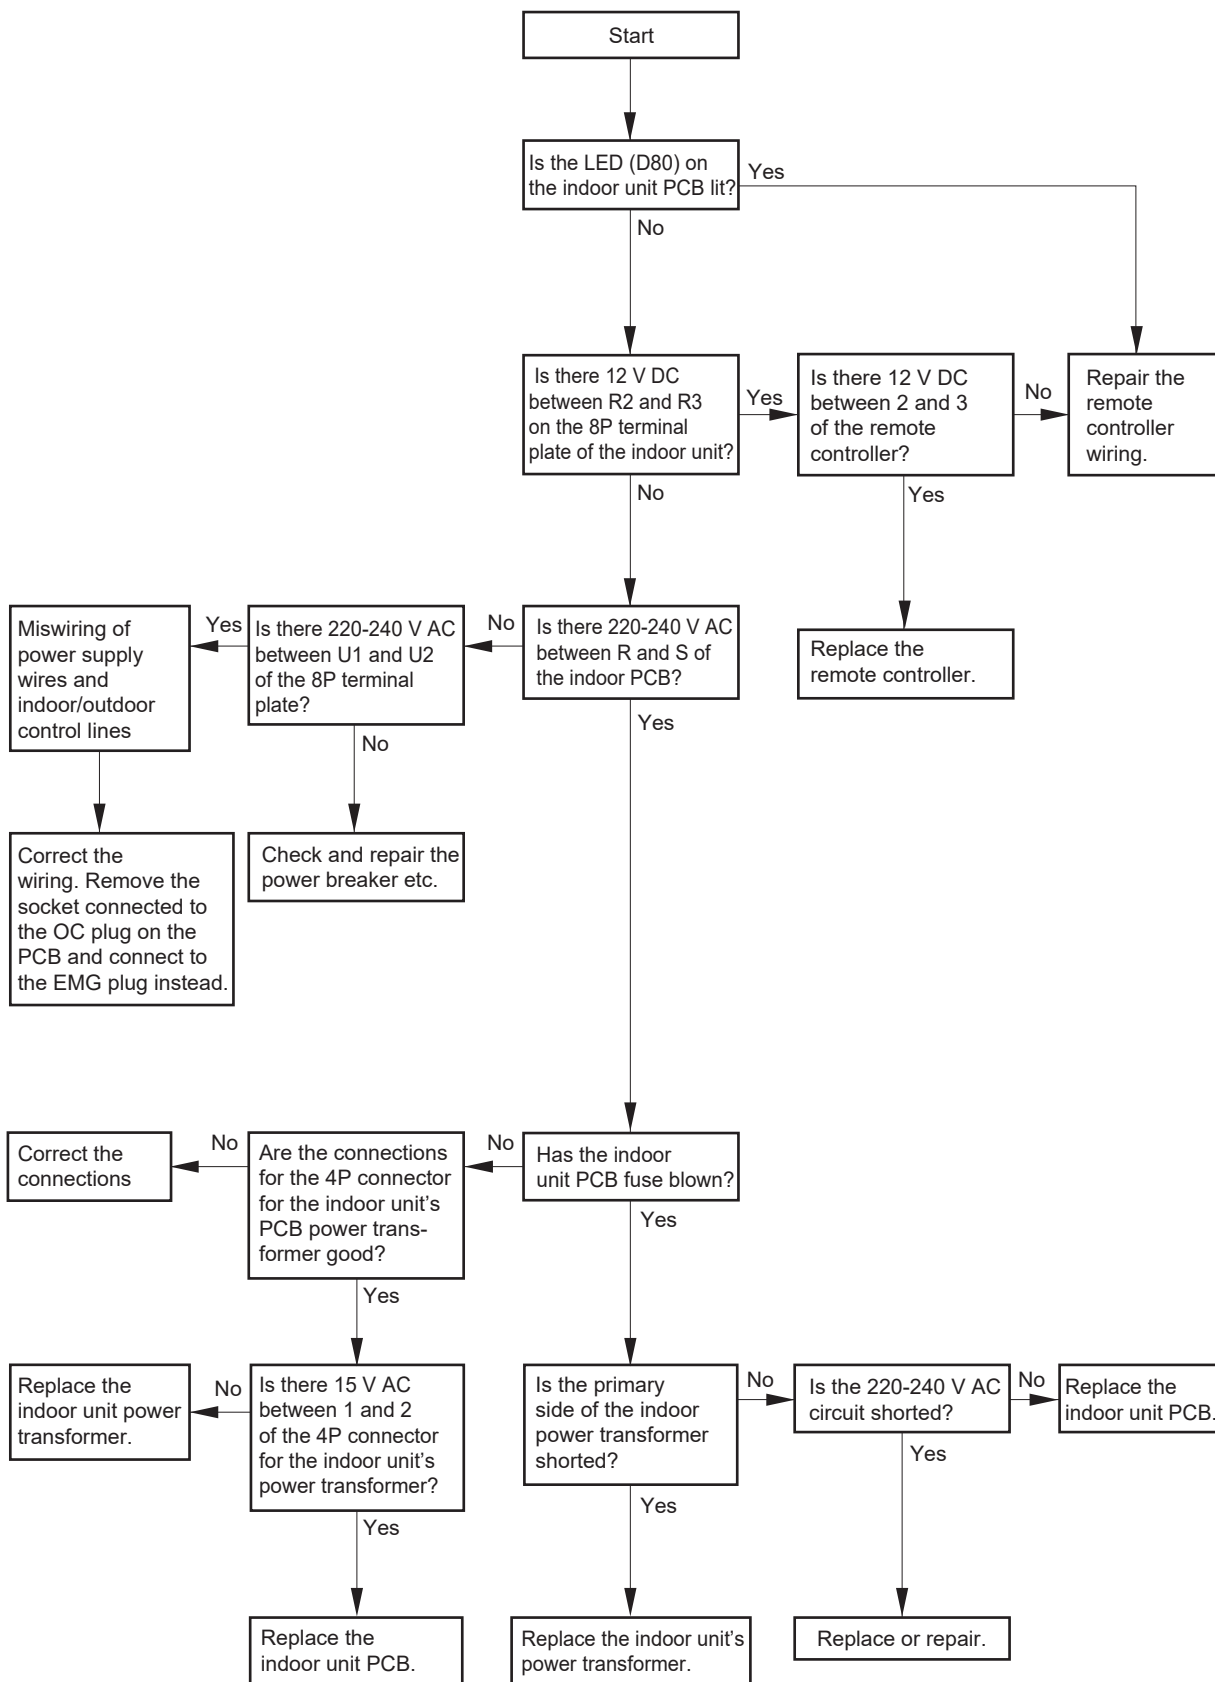 Start
Is the LED (D80) on
the indoor unit PCB lit?
Yes
No
Is there 12 V DC
between R2 and R3
on the 8P terminal
plate of the indoor unit?
Yes
Is there 12 V DC
between 2 and 3
of the remote
controller?
No
Repair the
remote
controller
wiring.
No
Yes
Miswiring of
power supply
wires and
indoor/outdoor
control lines
Yes
Is there 220-240 V AC
between U1 and U2
of the 8P terminal
plate?
No
Is there 220-240 V AC
between R and S of
the indoor PCB?
Replace the
remote controller.
No
Yes
Correct the
wiring. Remove the
socket connected to
the OC plug on the
PCB and connect to
the EMG plug instead.
Check and repair the
power breaker etc.
Correct the
connections
No
Are the connections
for the 4P connector
for the indoor unit's
PCB power trans-
former good?
No
Has the indoor
unit PCB fuse blown?
Yes
Yes
Replace the
indoor unit power
transformer.
No
Is there 15 V AC
between 1 and 2
of the 4P connector
for the indoor unit's
power transformer?
Is the primary
side of the indoor
power transformer
shorted?
No
Is the 220-240 V AC
circuit shorted?
No
Replace the
indoor unit PCB.
Yes
Yes
Yes
Replace the
indoor unit PCB.
Replace the indoor unit's
power transformer.
Replace or repair.